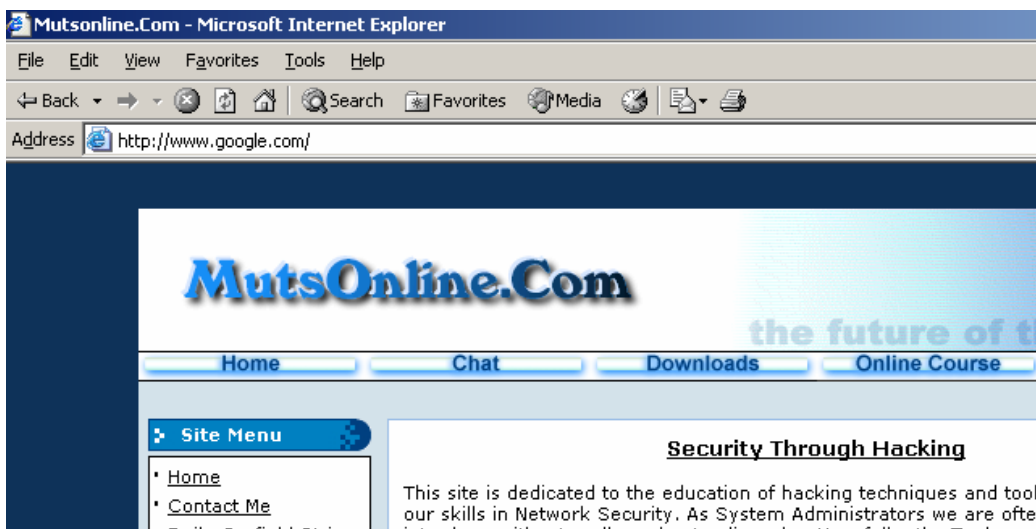 Mutsonline.Com - Microsoft Internet Explorer
File Edit View Favorites Tools Help
Back Search Favorites Media
Address http://www.google.com/
MutsOnline.Com
the future of t
Home Chat Downloads Online Course
Site Menu
Home
Contact Me
Security Through Hacking
This site is dedicated to the education of hacking techniques and tool
our skills in Network Security. As System Administrators we are ofte